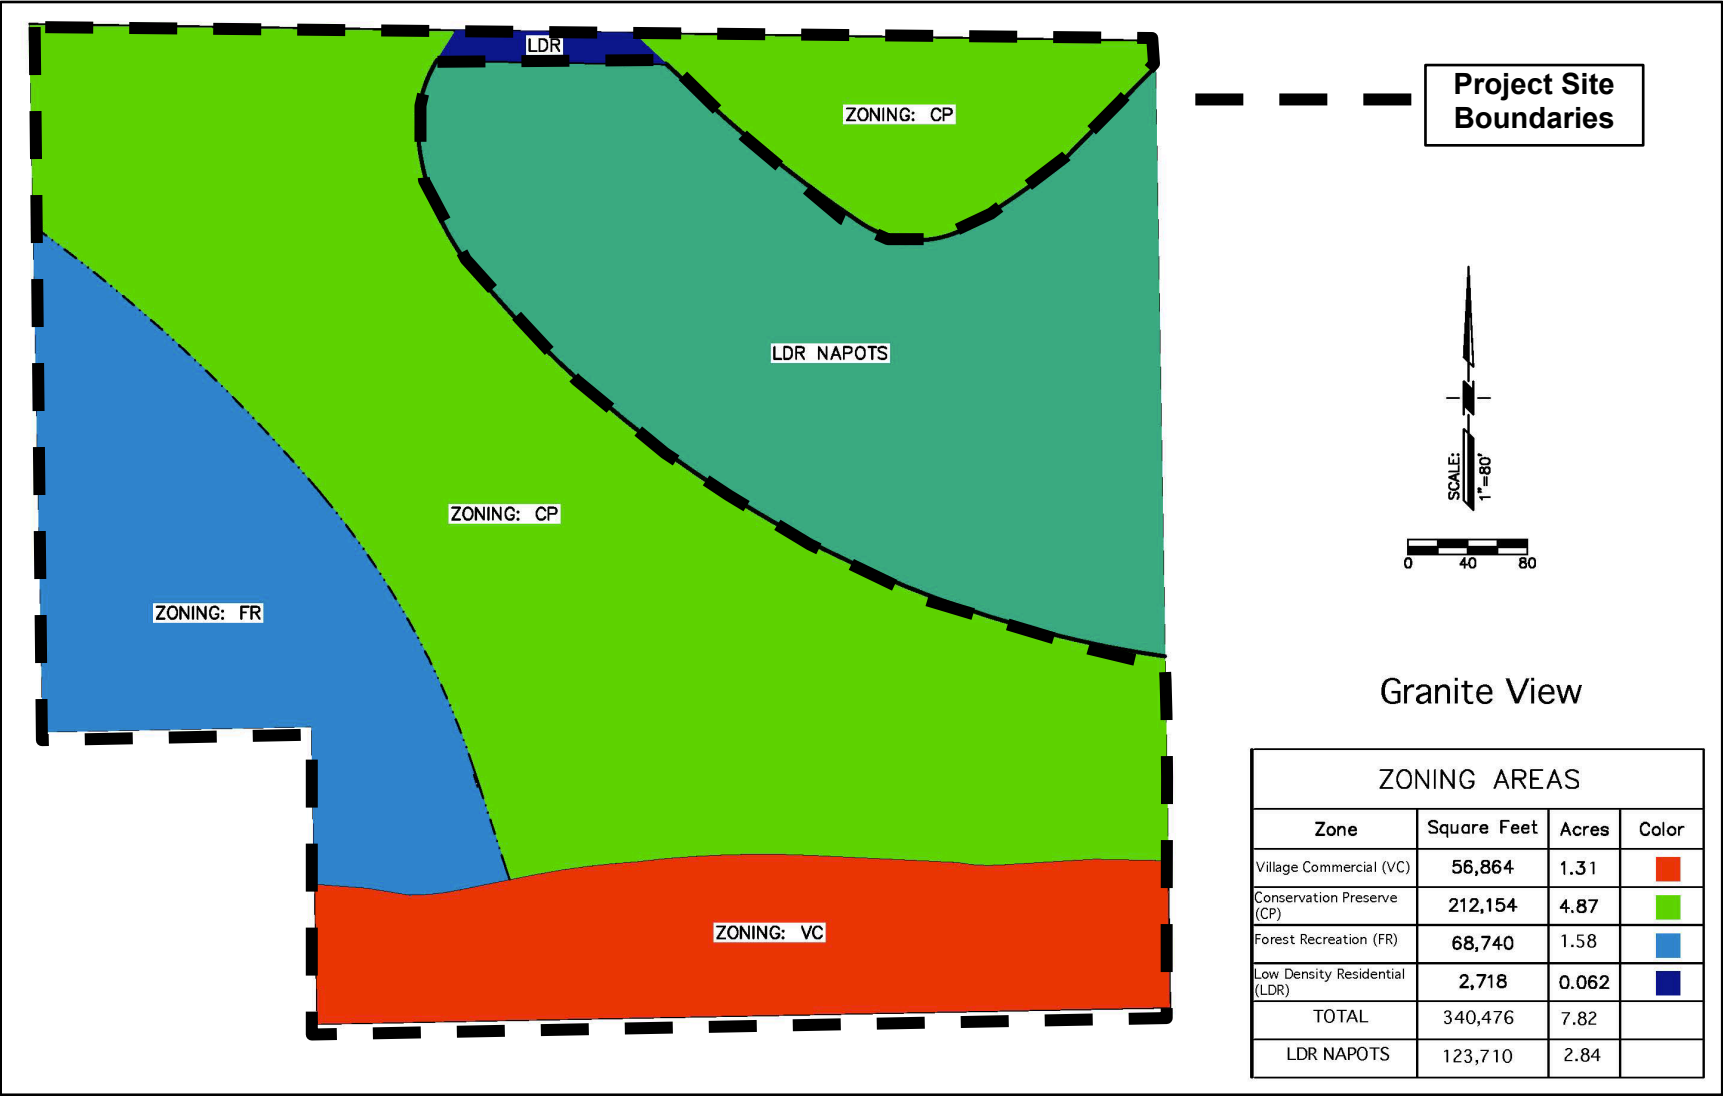 LDR
ZONING: CP
Project Site
Boundaries
LDR NAPOTS
ZONING: CP
SCALE:
1"=80'
0 40 80
ZONING: FR
Granite View
ZONING: VC
ZONING AREAS
Zone Square Feet Acres Color
Village Commercial (VC) 56,864 1.31
Conservation Preserve
(CP) 212,154 4.87
Forest Recreation (FR) 68,740 1.58
Low Density Residential
(LDR) 2,718 0.062
TOTAL 340,476 7.82
LDR NAPOTS 123,710 2.84